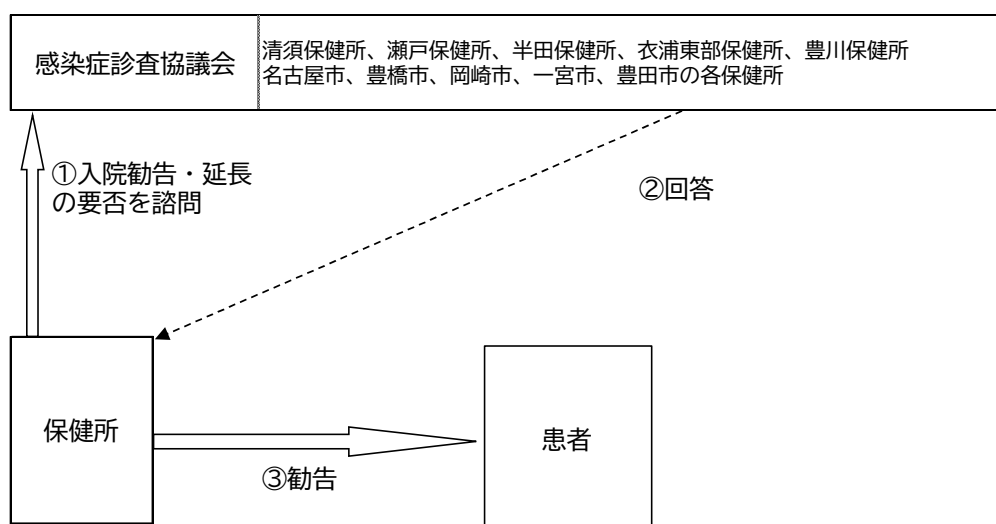 感染症診査協議会
清須保健所、瀬戸保健所、半田保健所、衣浦東部保健所、豊川保健所
名古屋市、豊橋市、岡崎市、一宮市、豊田市の各保健所
①入院勧告・延長
の要否を諮問
②回答
保健所
患者
③勧告